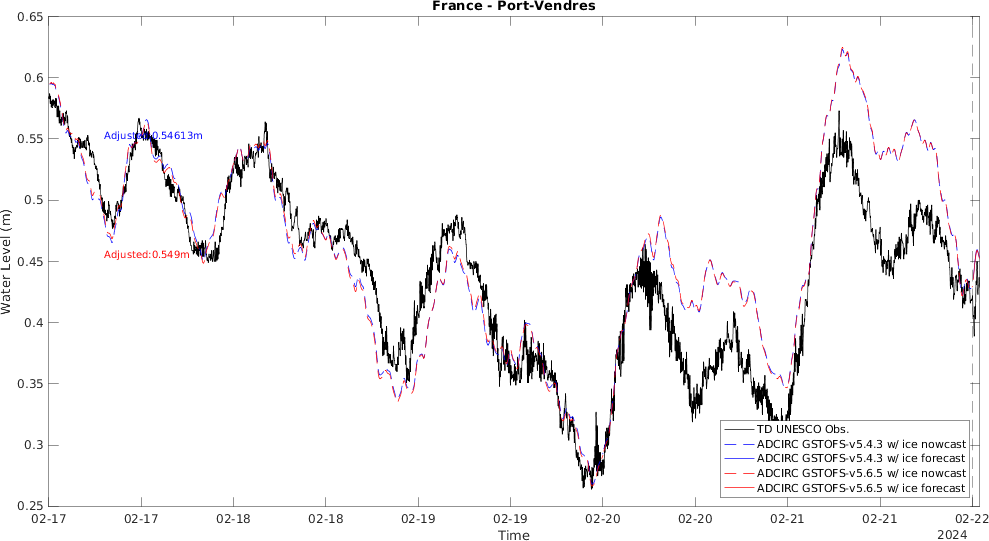 France - Port-Vendres
Water Level (m)
0.65
0.6
0.55
0.5
0.45
0.4
0.35
0.3
0.25
Adjusted:0.54613m
Adjusted:0.549m
TD UNESCO Obs.
ADCIRC GSTOFS-v5.4.3 w/ ice nowcast
ADCIRC GSTOFS-v5.4.3 w/ ice forecast
ADCIRC GSTOFS-v5.6.5 w/ ice nowcast
ADCIRC GSTOFS-v5.6.5 w/ ice forecast
02-17 02-17 02-18 02-18 02-19 02-19 02-20 02-20 02-21 02-21 02-22
Time
2024